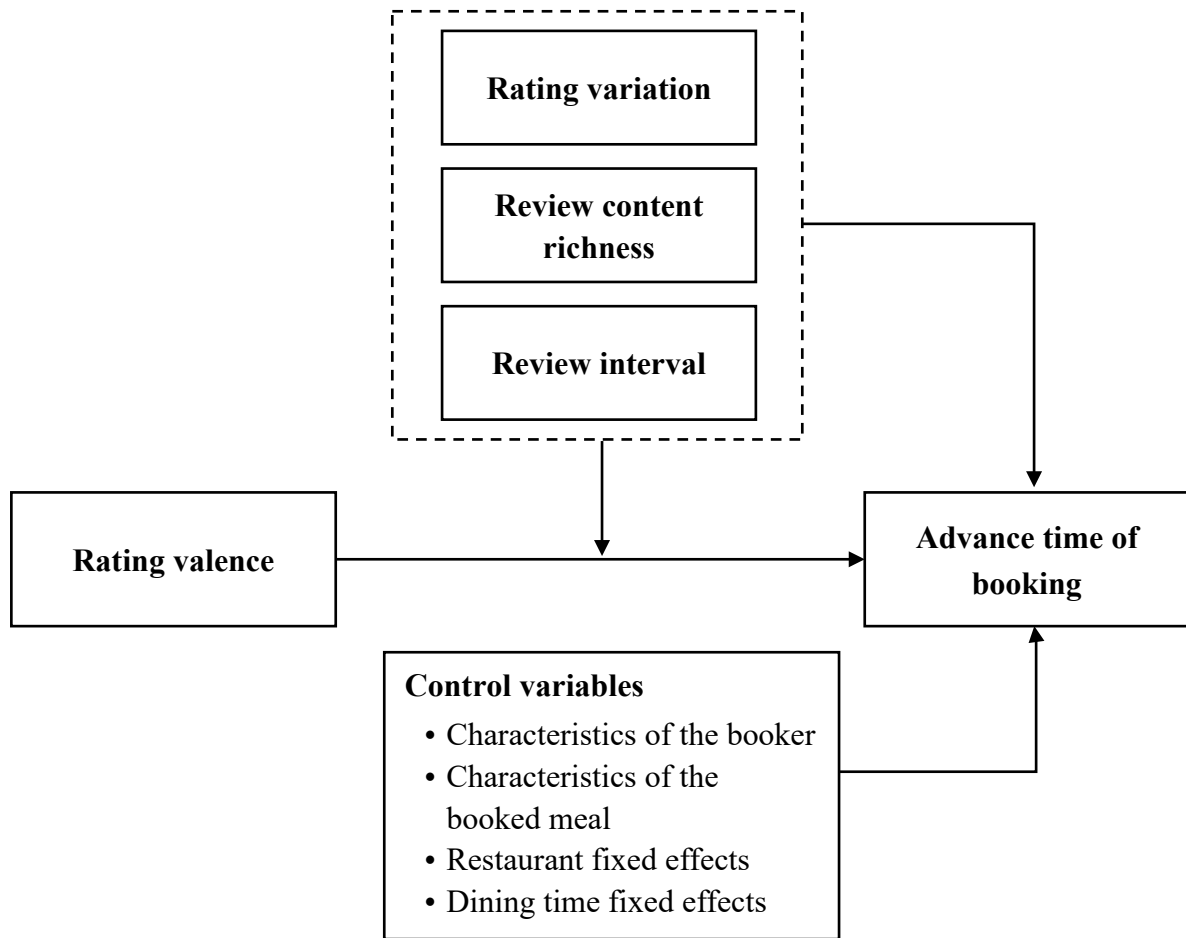 Rating variation
Review content
richness
Review interval
Rating valence
Advance time of
booking
Control variables
• Characteristics of the booker
• Characteristics of the
booked meal
• Restaurant fixed effects
• Dining time fixed effects